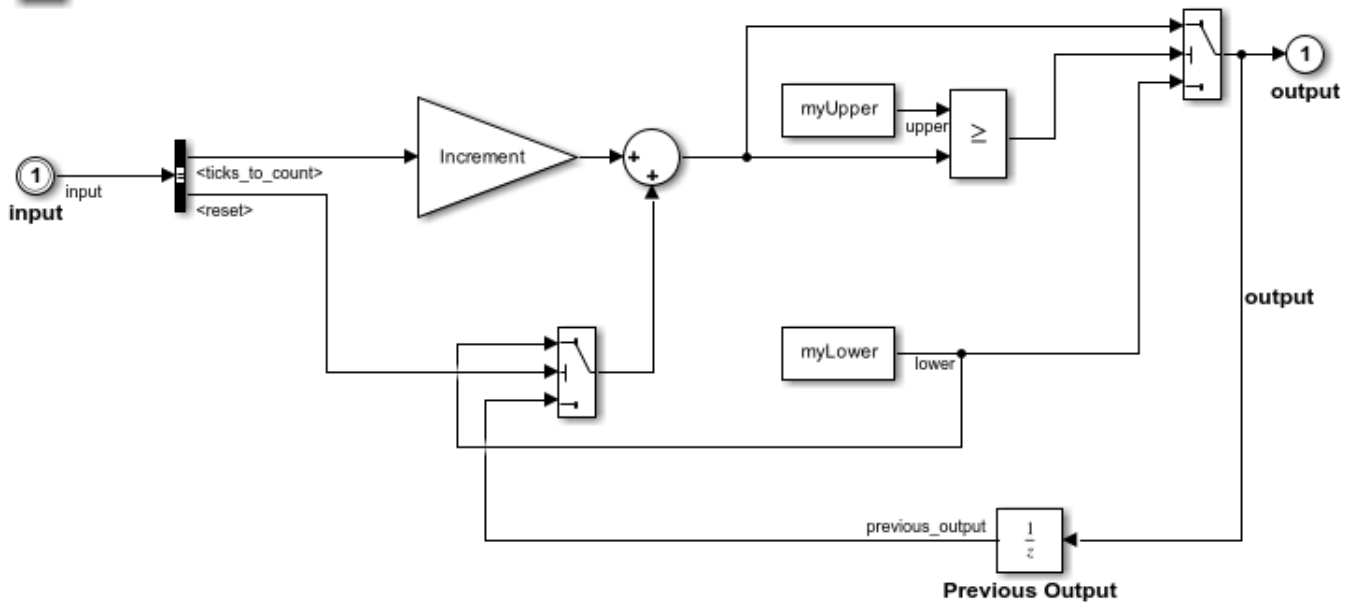 1
output
myUpper
upper
≥
Increment
+
+
1
input
input
<ticks_to_count>
<reset>
output
myLower
lower
previous_output
1
z
Previous Output